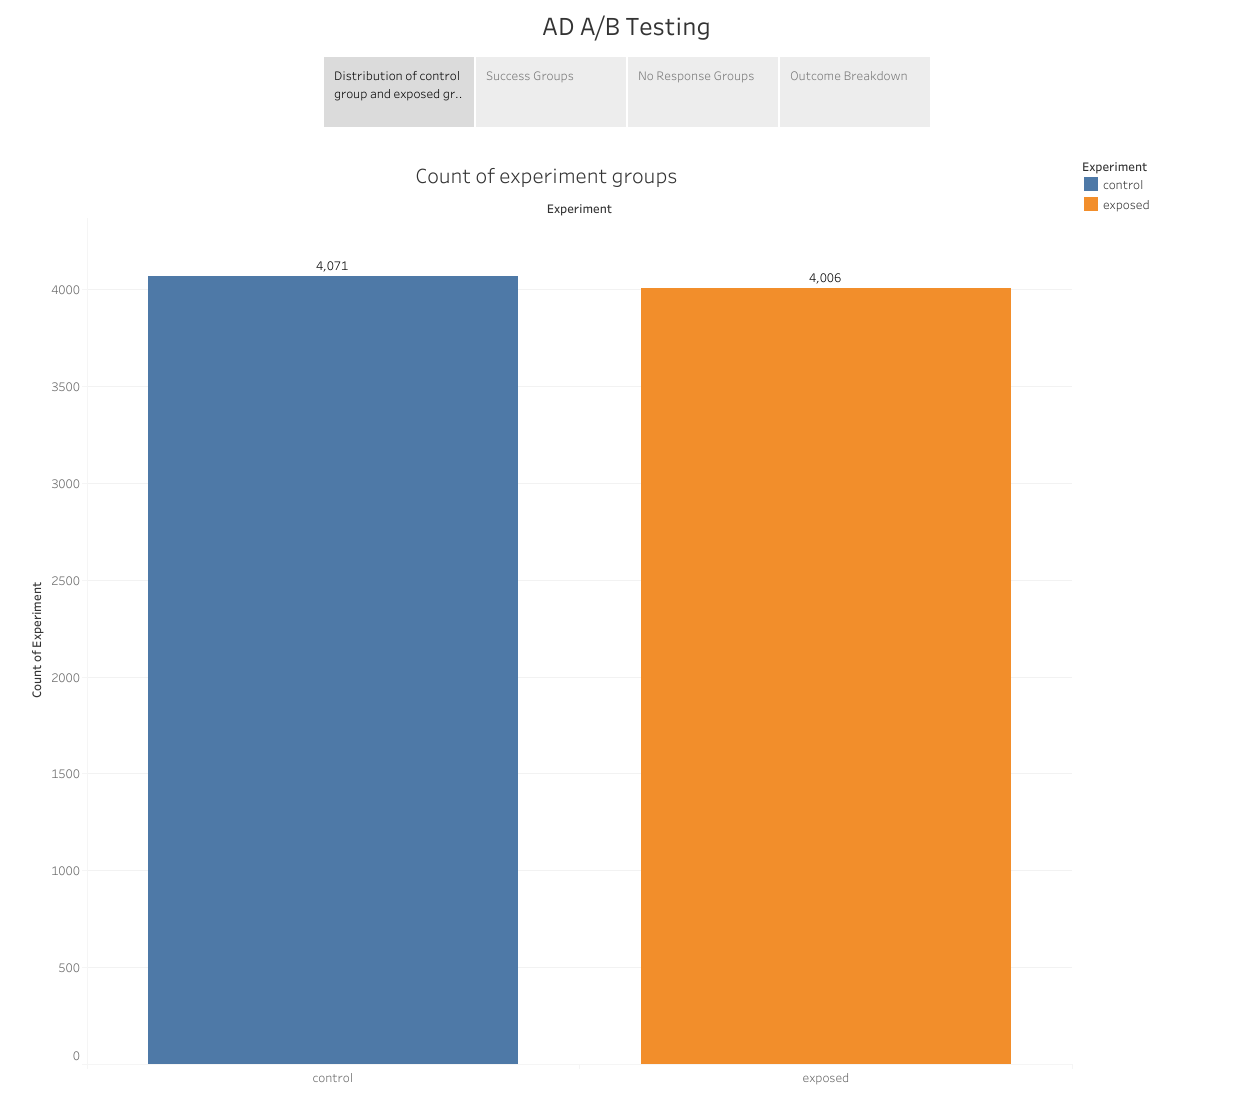 AD A/B Testing
Distribution of control
group and exposed gr..
Success Groups
No Response Groups
Outcome Breakdown
Count of experiment groups
Experiment
Experiment
control
exposed
4,071
4,006
4000
3500
3000
2500
2000
1500
1000
500
0
Count of Experiment
control
exposed